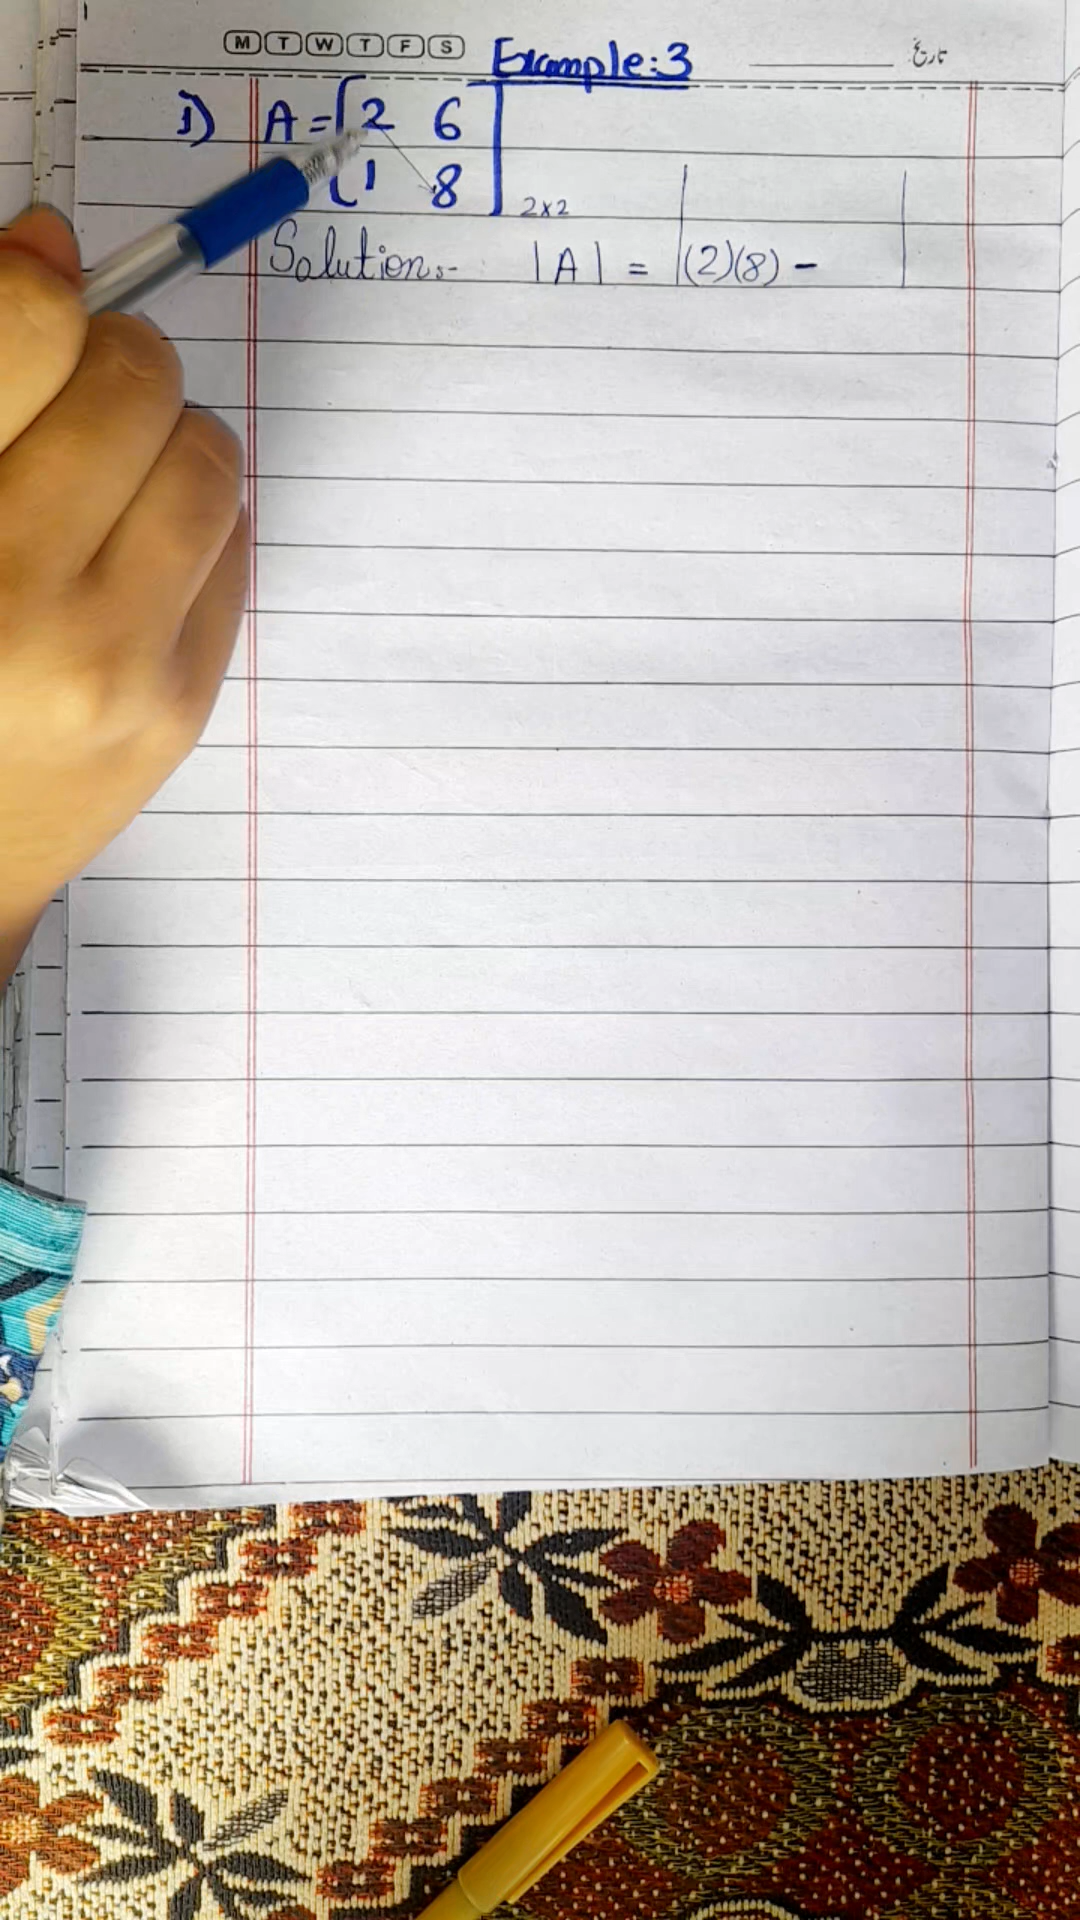 M T W T F S Example:3 تاریخ
1) A = [2 6
1 8] 2x2
Solution:- |A| = |(2)(8) - |